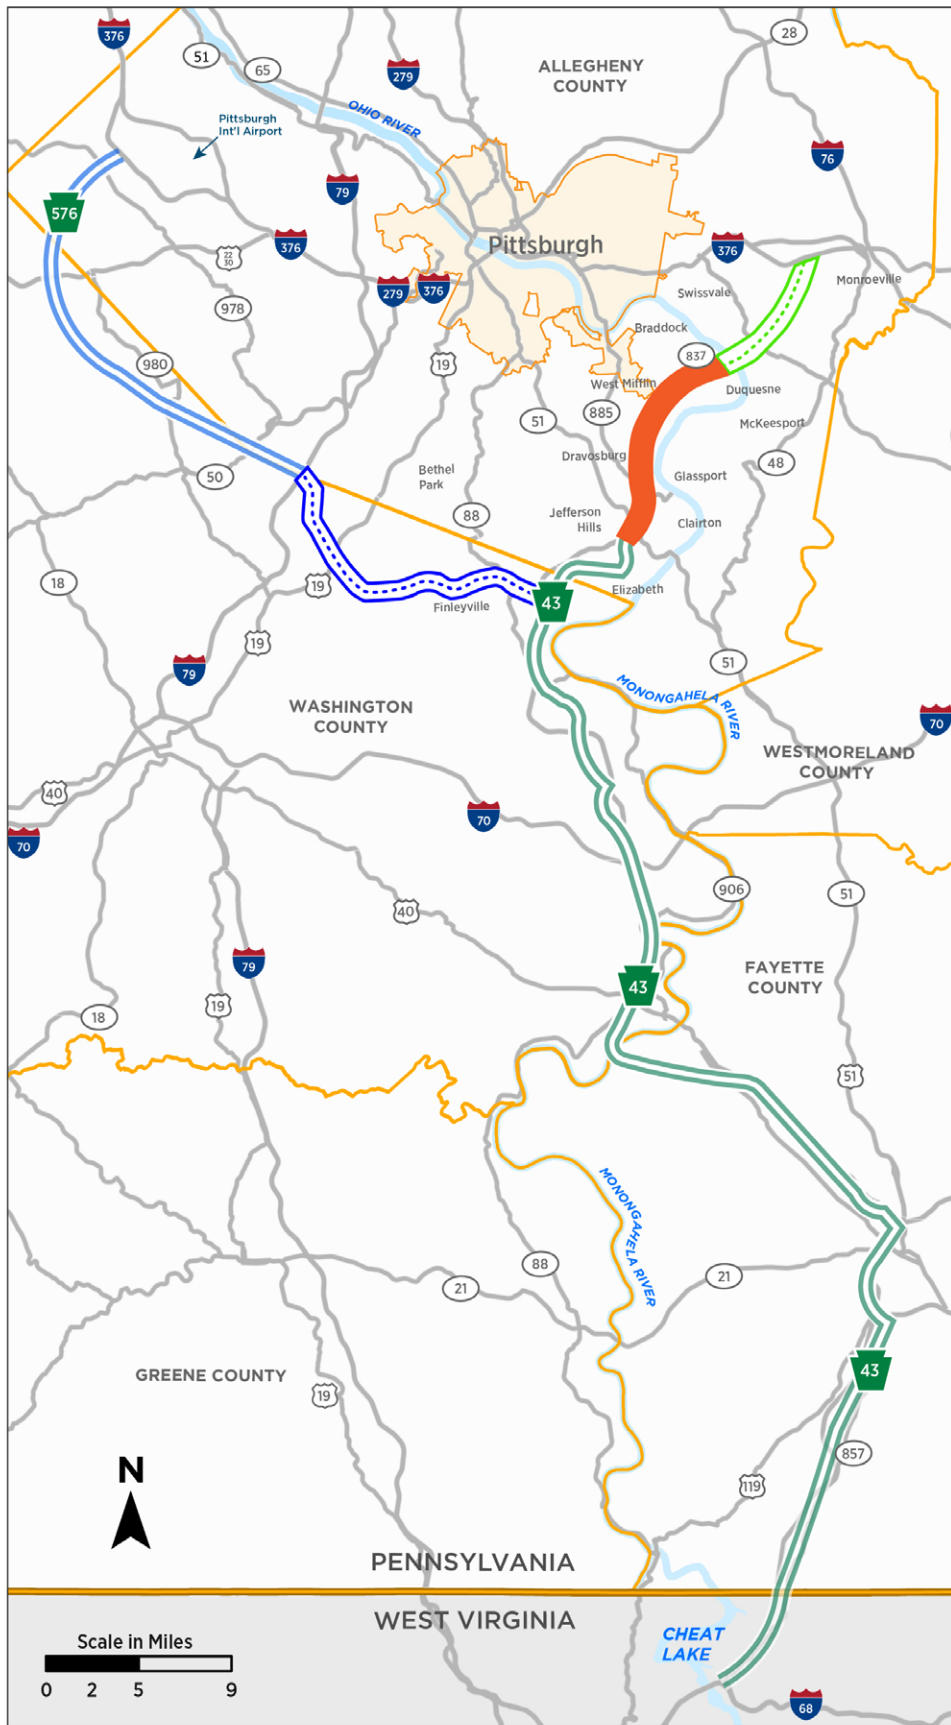 376
51
65
279
28
ALLEGHENY
COUNTY
OHIO RIVER
Pittsburgh
Int'l Airport
79
76
576
376
22
30
Pittsburgh
376
279
376
Monroeville
978
Swissvale
Braddock
980
19
837
West Mifflin
Duquesne
885
51
McKeesport
Dravosburg
48
50
Bethel
Park
Glassport
88
Jefferson
Hills
Clairton
18
19
Elizabeth
43
Finleyville
19
79
51
MONONGAHELA RIVER
WASHINGTON
COUNTY
70
WESTMORELAND
COUNTY
40
70
70
906
51
40
79
FAYETTE
COUNTY
43
19
18
51
MONONGAHELA RIVER
88
21
21
GREENE COUNTY
43
19
857
N
119
PENNSYLVANIA
WEST VIRGINIA
CHEAT
LAKE
Scale in Miles
0 2 5 9
68